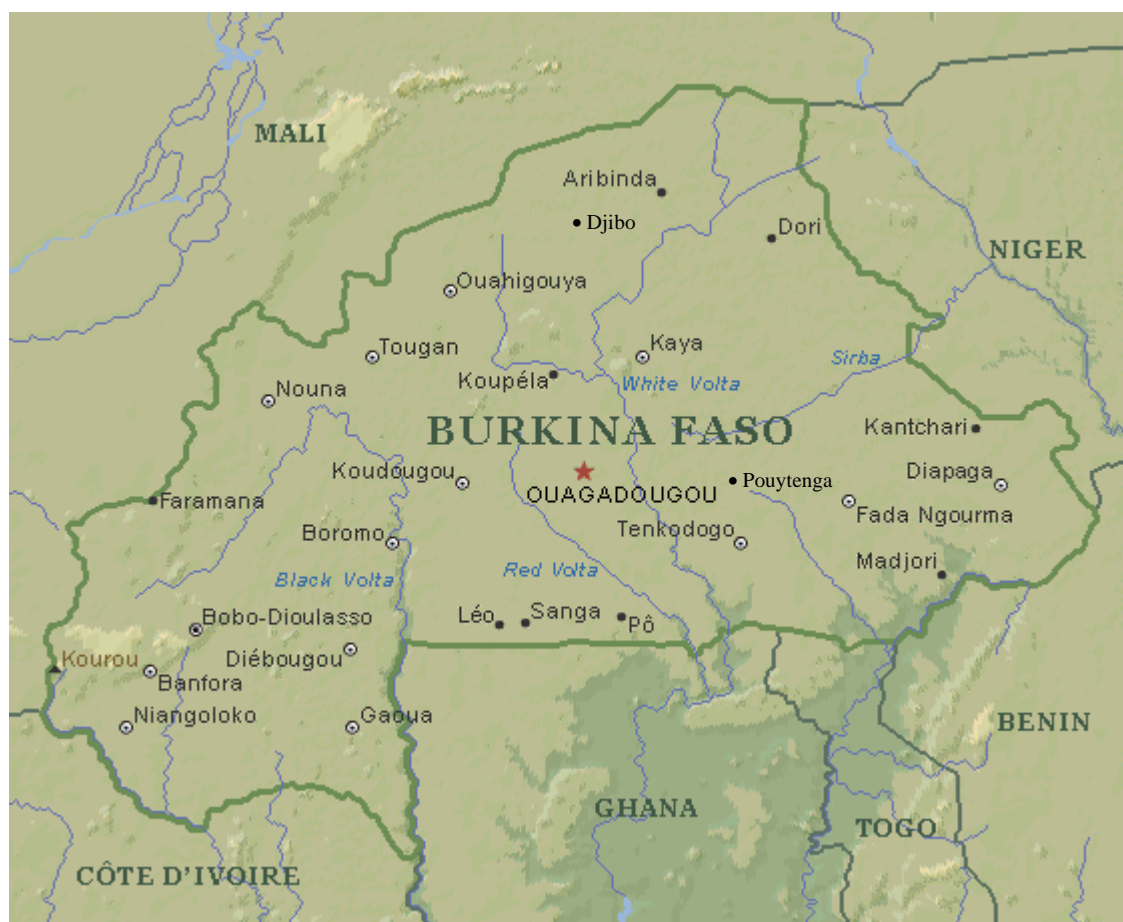 MALI
Aribinda
Djibo
Dori
NIGER
Ouahigouya
Tougan
Kaya
Sirba
Koupéla
White Volta
Nouna
BURKINA FASO
Kantchari
Koudougou
Diapaga
Pouytenga
OUAGADOUGOU
Faramana
Fada Ngourma
Boromo
Tenkodogo
Madjori
Red Volta
Black Volta
Bobo-Dioulasso
Léo
Sanga
Pô
Kourou
Diébougou
Banfora
Niangoloko
Gaoua
BENIN
GHANA
TOGO
CÔTE D'IVOIRE